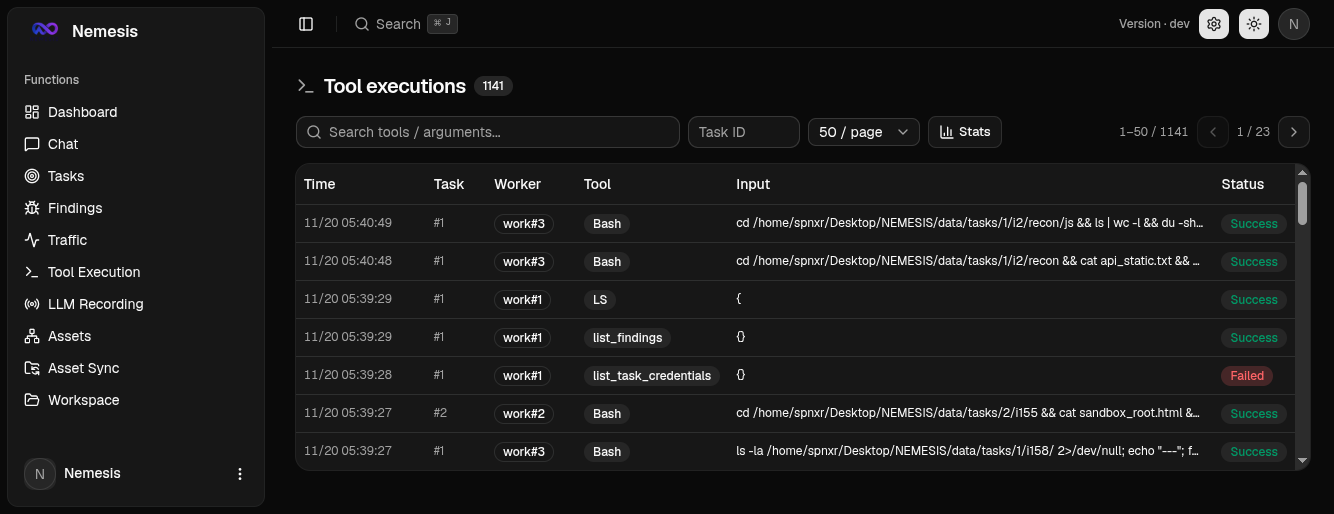 Nemesis
Search ⌘ J
Version · dev
N
Functions
Dashboard
Chat
Tasks
Findings
Traffic
Tool Execution
LLM Recording
Assets
Asset Sync
Workspace
N Nemesis
Tool executions 1141
Search tools / arguments...
Task ID
50 / page
Stats
1–50 / 1141
1 / 23
Time Task Worker Tool Input Status
11/20 05:40:49 #1 work#3 Bash cd /home/spnxr/Desktop/NEMESIS/data/tasks/1/i2/recon/js && ls | wc -l && du -sh... Success
11/20 05:40:48 #1 work#3 Bash cd /home/spnxr/Desktop/NEMESIS/data/tasks/1/i2/recon && cat api_static.txt && ... Success
11/20 05:39:29 #1 work#1 LS { Success
11/20 05:39:29 #1 work#1 list_findings {} Success
11/20 05:39:28 #1 work#1 list_task_credentials {} Failed
11/20 05:39:27 #2 work#2 Bash cd /home/spnxr/Desktop/NEMESIS/data/tasks/2/i155 && cat sandbox_root.html &... Success
11/20 05:39:27 #1 work#3 Bash ls -la /home/spnxr/Desktop/NEMESIS/data/tasks/1/i158/ 2>/dev/null; echo "---"; f... Success